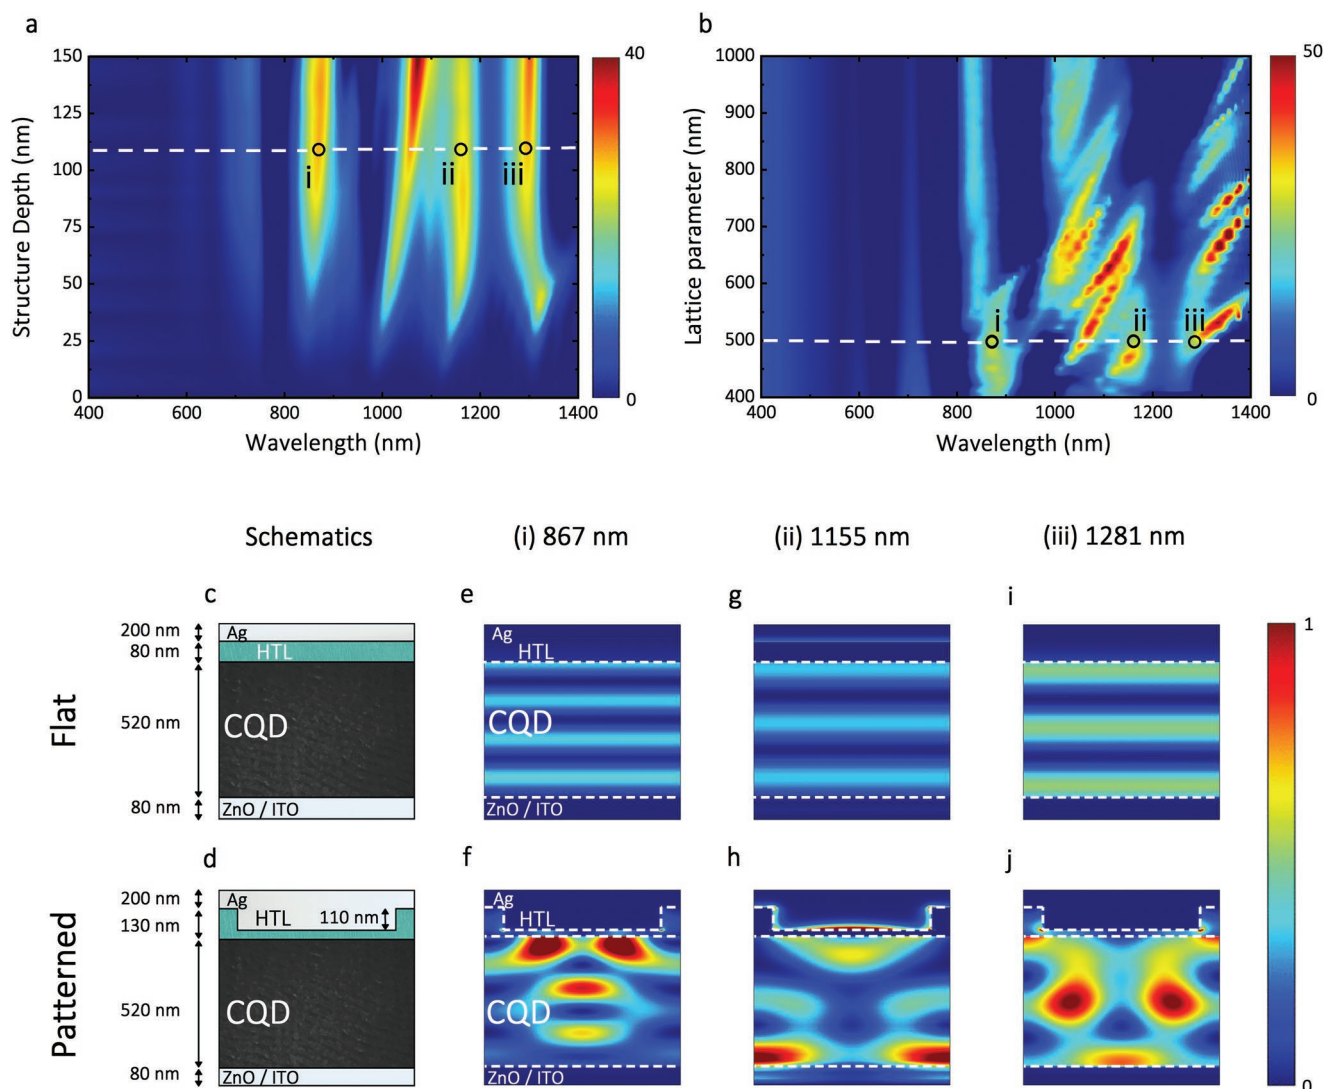 a
b
150
125
100
75
50
25
0
Structure Depth (nm)
400
600
800
1000
1200
1400
Wavelength (nm)
i
ii
iii
40
0
1000
900
800
700
600
500
400
Lattice parameter (nm)
400
600
800
1000
1200
1400
Wavelength (nm)
i
ii
iii
50
0
Schematics
(i) 867 nm
(ii) 1155 nm
(iii) 1281 nm
Flat
c
200 nm
80 nm
520 nm
80 nm
Ag
HTL
CQD
ZnO / ITO
e
Ag
HTL
CQD
ZnO / ITO
g
i
1
0
Patterned
d
200 nm
130 nm
520 nm
80 nm
Ag
HTL
110 nm
CQD
ZnO / ITO
f
Ag
HTL
CQD
ZnO / ITO
h
j